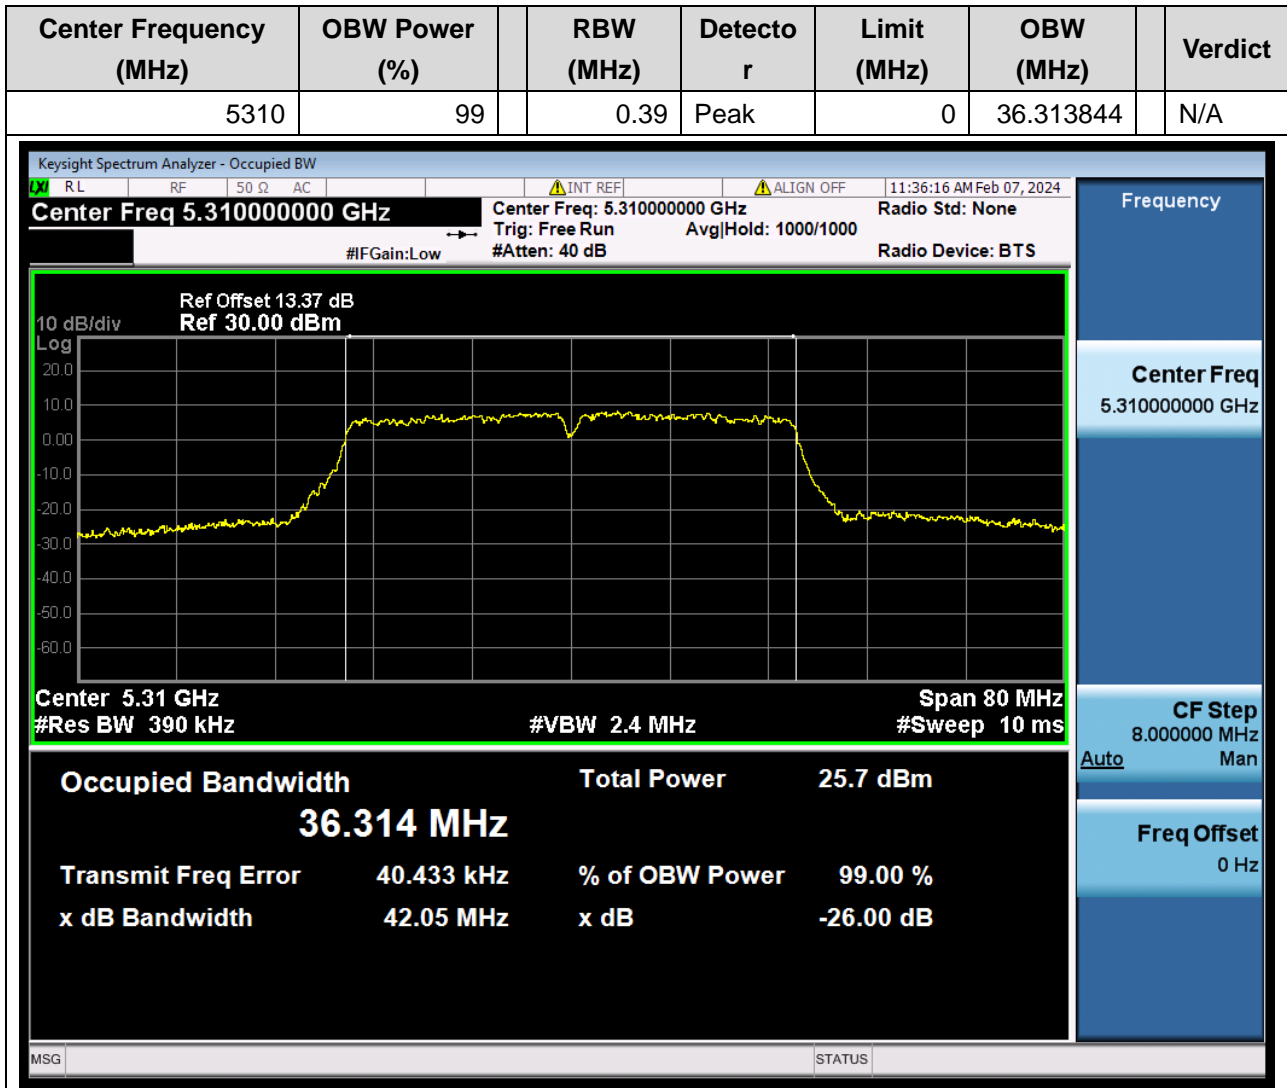 Center Frequency (MHz) OBW Power (%) RBW (MHz) Detecto r Limit (MHz) OBW (MHz) Verdict
5310 99 0.39 Peak 0 36.313844 N/A
Keysight Spectrum Analyzer - Occupied BW
LXI RL RF 50 Ω AC INT REF ALIGN OFF 11:36:16 AM Feb 07, 2024
Center Freq 5.310000000 GHz
Center Freq: 5.310000000 GHz Radio Std: None
Trig: Free Run Avg|Hold: 1000/1000
#IFGain:Low #Atten: 40 dB Radio Device: BTS
Ref Offset 13.37 dB
10 dB/div Ref 30.00 dBm
Log
20.0
10.0
0.00
-10.0
-20.0
-30.0
-40.0
-50.0
-60.0
Center 5.31 GHz Span 80 MHz
#Res BW 390 kHz #VBW 2.4 MHz #Sweep 10 ms
Occupied Bandwidth Total Power 25.7 dBm
36.314 MHz
Transmit Freq Error 40.433 kHz % of OBW Power 99.00 %
x dB Bandwidth 42.05 MHz x dB -26.00 dB
Frequency
Center Freq
5.310000000 GHz
CF Step
8.000000 MHz
Auto Man
Freq Offset
0 Hz
MSG STATUS